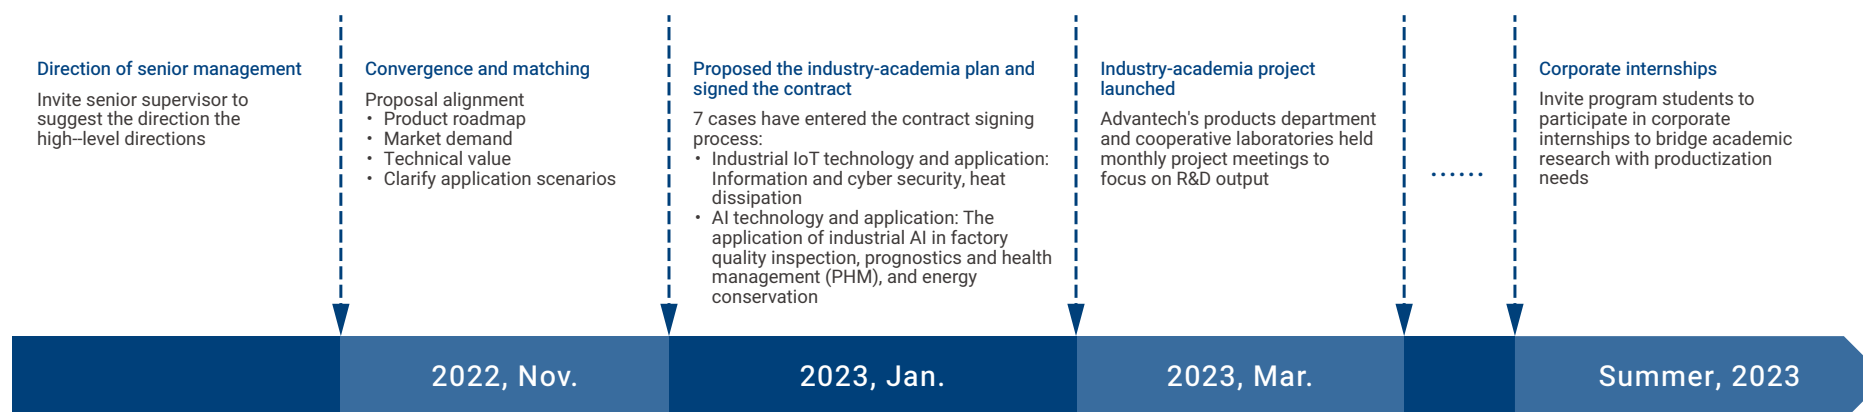 Direction of senior management
Invite senior supervisor to
suggest the direction the
high--level directions
Convergence and matching
Proposal alignment
• Product roadmap
• Market demand
• Technical value
• Clarify application scenarios
Proposed the industry-academia plan and
signed the contract
7 cases have entered the contract signing
process:
• Industrial IoT technology and application:
Information and cyber security, heat
dissipation
• AI technology and application: The
application of industrial AI in factory
quality inspection, prognostics and health
management (PHM), and energy
conservation
Industry-academia project
launched
Advantech's products department
and cooperative laboratories held
monthly project meetings to
focus on R&D output
......
Corporate internships
Invite program students to
participate in corporate
internships to bridge academic
research with productization
needs
2022, Nov.
2023, Jan.
2023, Mar.
Summer, 2023